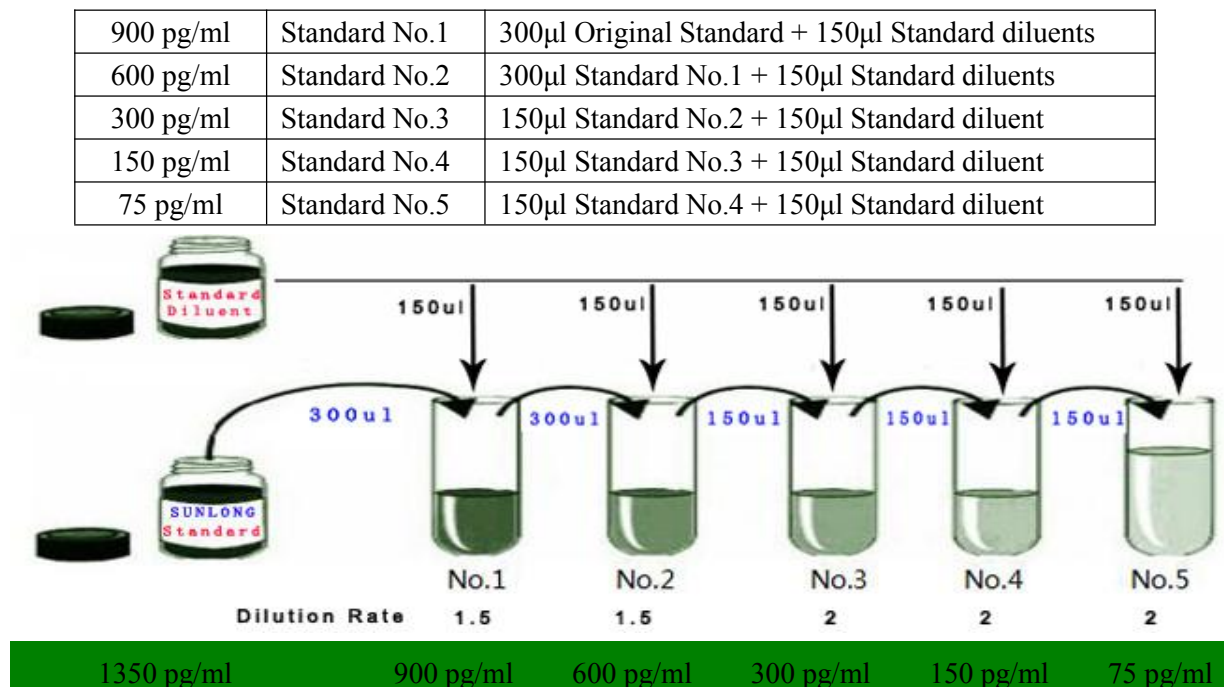 900 pg/ml Standard No.1 300μl Original Standard + 150μl Standard diluents
600 pg/ml Standard No.2 300μl Standard No.1 + 150μl Standard diluents
300 pg/ml Standard No.3 150μl Standard No.2 + 150μl Standard diluent
150 pg/ml Standard No.4 150μl Standard No.3 + 150μl Standard diluent
75 pg/ml Standard No.5 150μl Standard No.4 + 150μl Standard diluent
Standard
Diluent
150ul 150ul 150ul 150ul 150ul
300ul 300ul 150ul 150ul 150ul
SUNLONG
Standard
No.1 No.2 No.3 No.4 No.5
Dilution Rate 1.5 1.5 2 2 2
1350 pg/ml 900 pg/ml 600 pg/ml 300 pg/ml 150 pg/ml 75 pg/ml